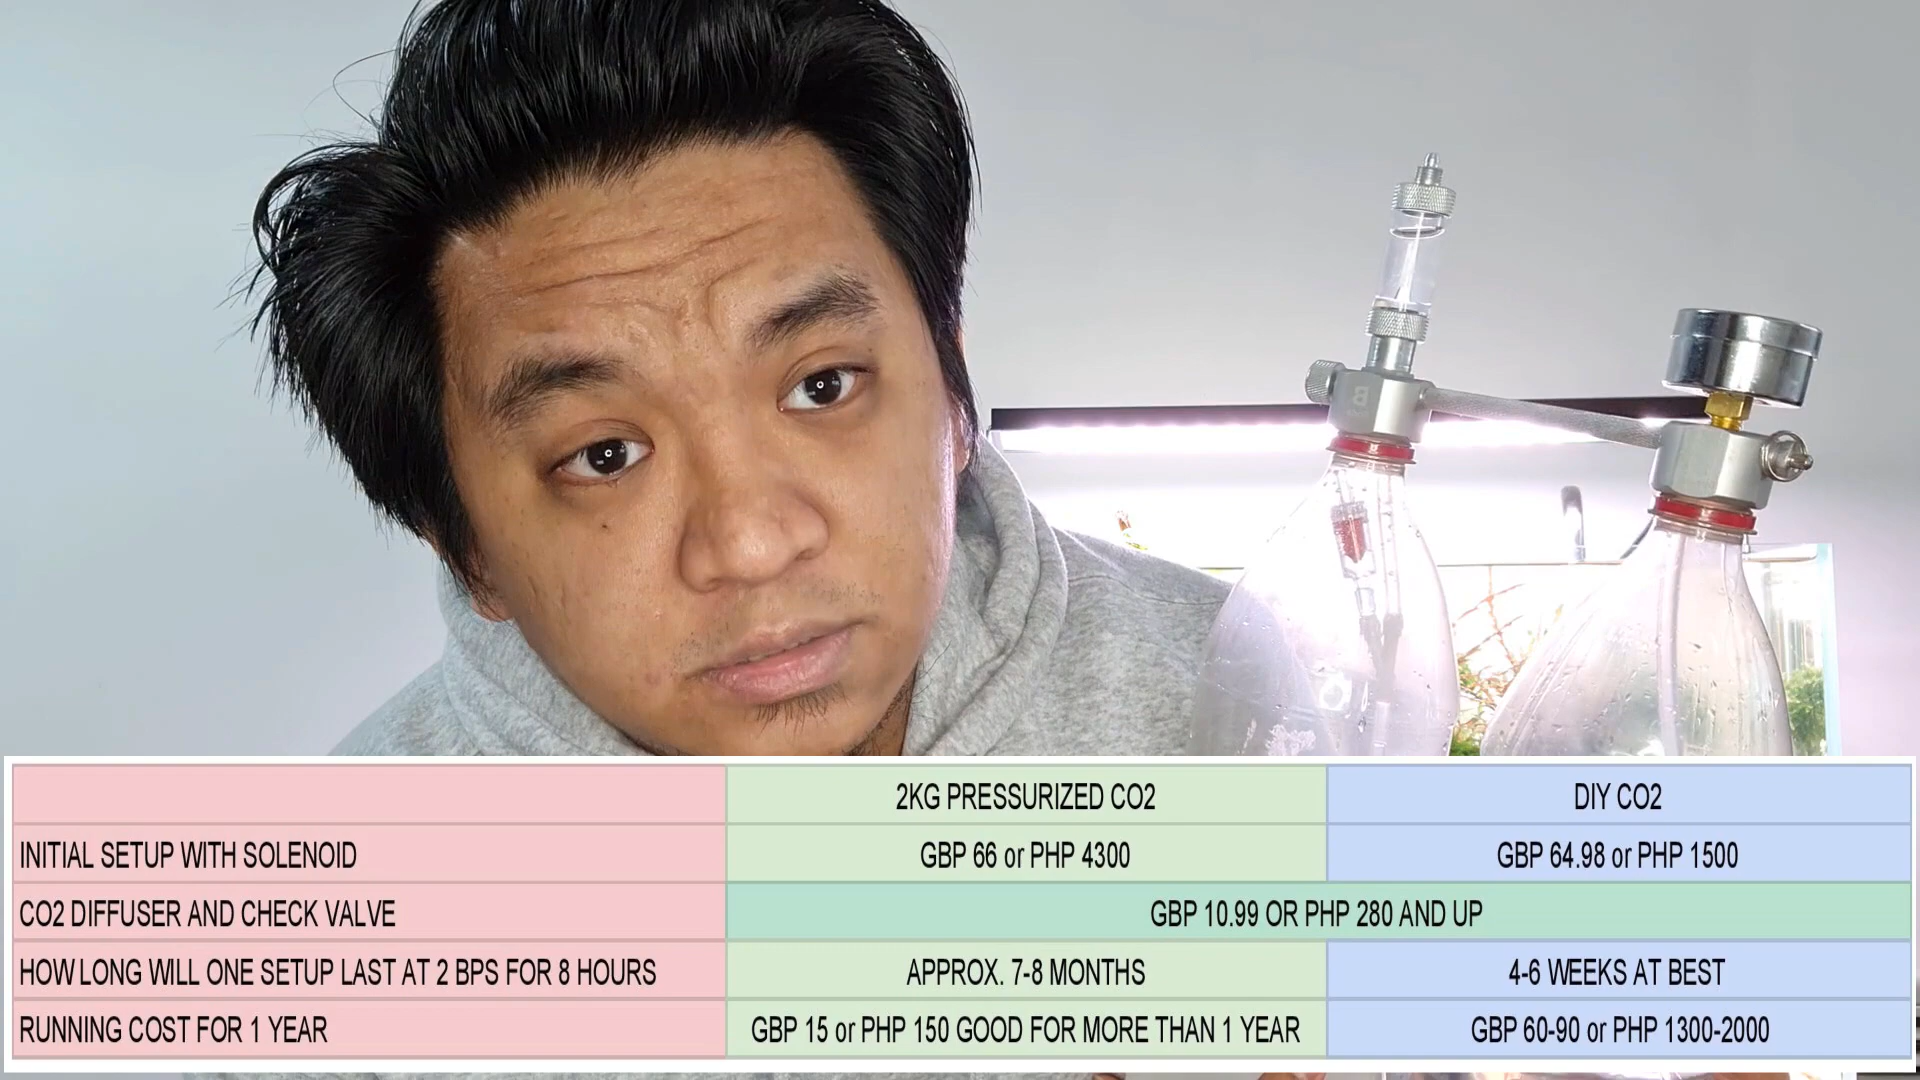 2KG PRESSURIZED CO2 DIY CO2
INITIAL SETUP WITH SOLENOID GBP 66 or PHP 4300 GBP 64.98 or PHP 1500
CO2 DIFFUSER AND CHECK VALVE GBP 10.99 OR PHP 280 AND UP
HOW LONG WILL ONE SETUP LAST AT 2 BPS FOR 8 HOURS APPROX. 7-8 MONTHS 4-6 WEEKS AT BEST
RUNNING COST FOR 1 YEAR GBP 15 or PHP 150 GOOD FOR MORE THAN 1 YEAR GBP 60-90 or PHP 1300-2000